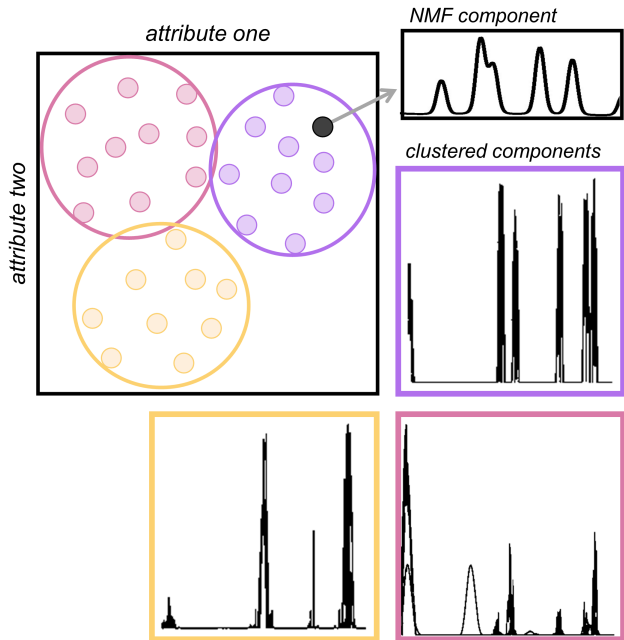 NMF component
attribute one
attribute two
clustered components